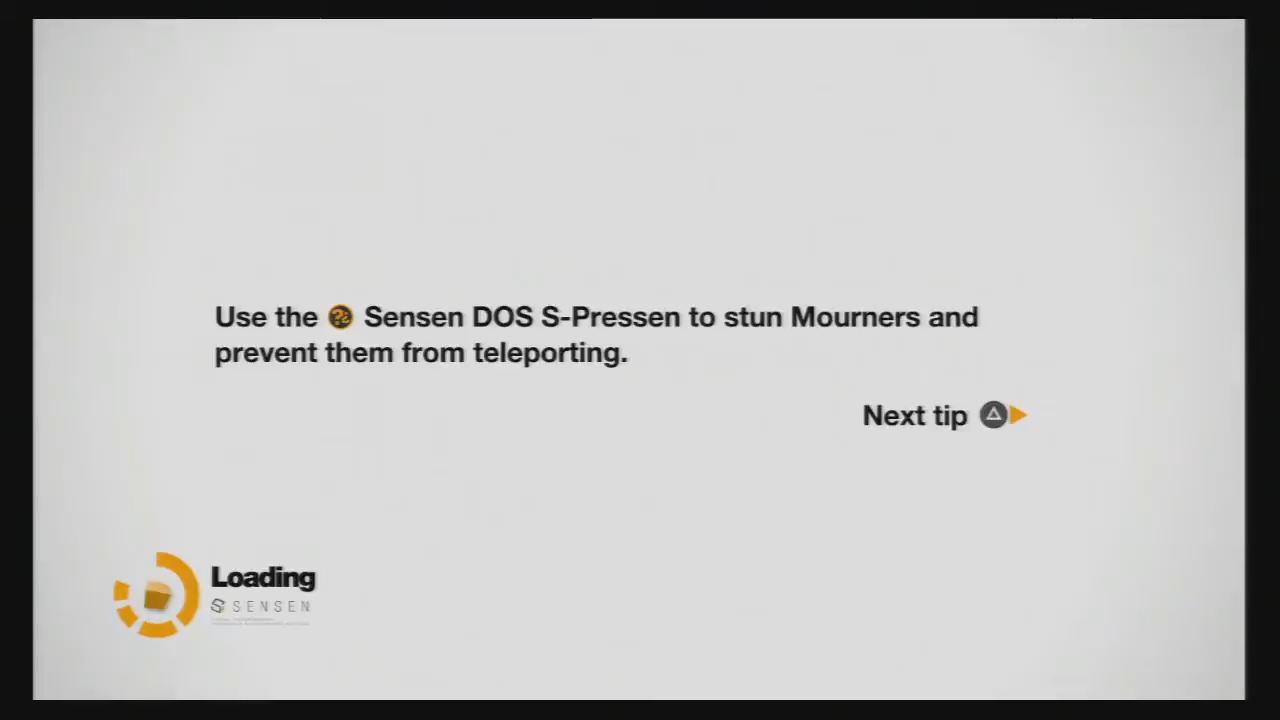 Use the Sensen DOS S-Pressen to stun Mourners and
prevent them from teleporting.
Next tip
Loading
SENSEN